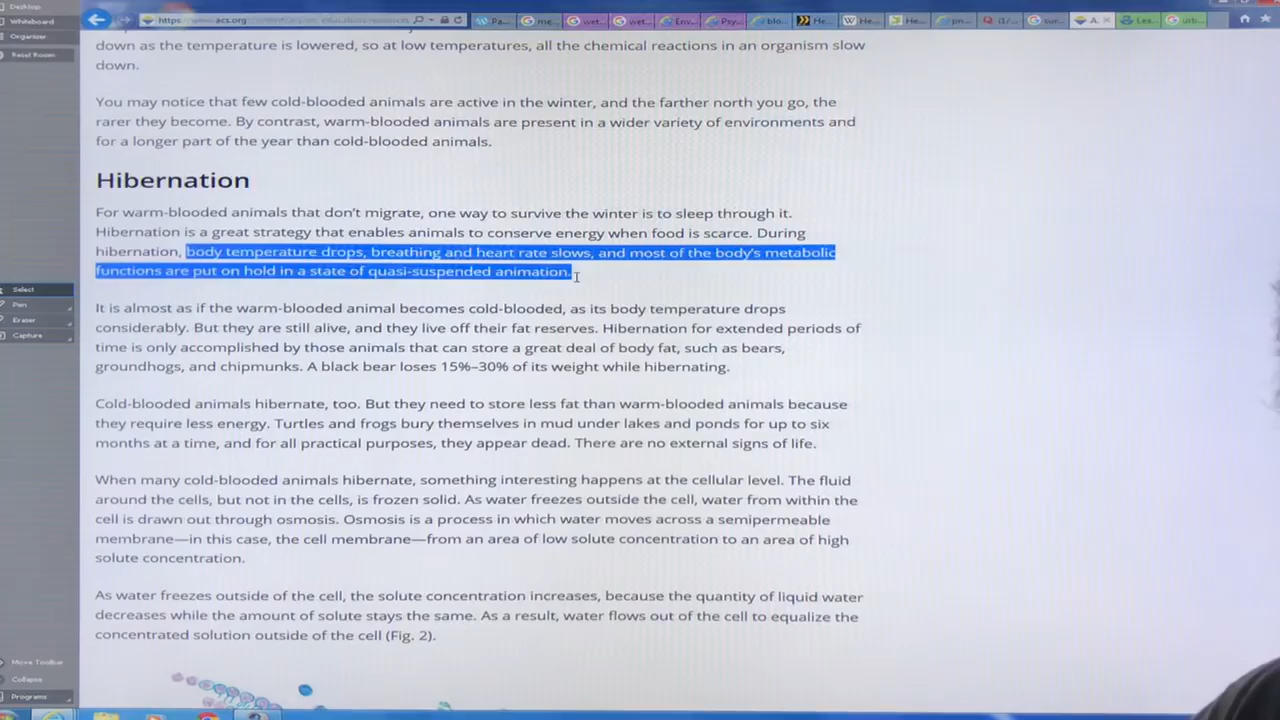 Desktop
Whiteboard
Organizer
Reset Room
Select
Pen
Eraser
Capture
Move Toolbar
Collapse
Programs
https://www.acs.org
down as the temperature is lowered, so at low temperatures, all the chemical reactions in an organism slow
down.
You may notice that few cold-blooded animals are active in the winter, and the farther north you go, the
rarer they become. By contrast, warm-blooded animals are present in a wider variety of environments and
for a longer part of the year than cold-blooded animals.
Hibernation
For warm-blooded animals that don’t migrate, one way to survive the winter is to sleep through it.
Hibernation is a great strategy that enables animals to conserve energy when food is scarce. During
hibernation, body temperature drops, breathing and heart rate slows, and most of the body’s metabolic
functions are put on hold in a state of quasi-suspended animation.
It is almost as if the warm-blooded animal becomes cold-blooded, as its body temperature drops
considerably. But they are still alive, and they live off their fat reserves. Hibernation for extended periods of
time is only accomplished by those animals that can store a great deal of body fat, such as bears,
groundhogs, and chipmunks. A black bear loses 15%–30% of its weight while hibernating.
Cold-blooded animals hibernate, too. But they need to store less fat than warm-blooded animals because
they require less energy. Turtles and frogs bury themselves in mud under lakes and ponds for up to six
months at a time, and for all practical purposes, they appear dead. There are no external signs of life.
When many cold-blooded animals hibernate, something interesting happens at the cellular level. The fluid
around the cells, but not in the cells, is frozen solid. As water freezes outside the cell, water from within the
cell is drawn out through osmosis. Osmosis is a process in which water moves across a semipermeable
membrane—in this case, the cell membrane—from an area of low solute concentration to an area of high
solute concentration.
As water freezes outside of the cell, the solute concentration increases, because the quantity of liquid water
decreases while the amount of solute stays the same. As a result, water flows out of the cell to equalize the
concentrated solution outside of the cell (Fig. 2).